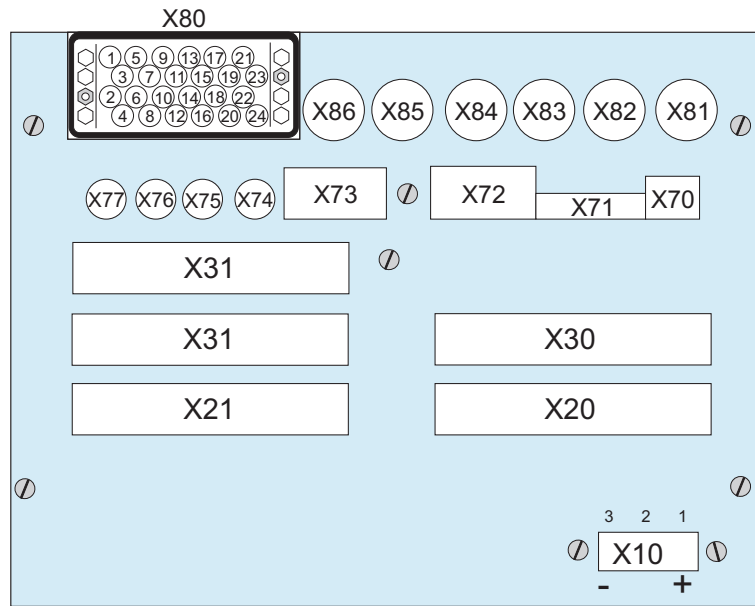 X80
1 5 9 13 17 21
3 7 11 15 19 23
2 6 10 14 18 22
4 8 12 16 20 24
X86 X85 X84 X83 X82 X81
X77 X76 X75 X74 X73 X72 X71 X70
X31
X31 X30
X21 X20
3 2 1
X10
- +